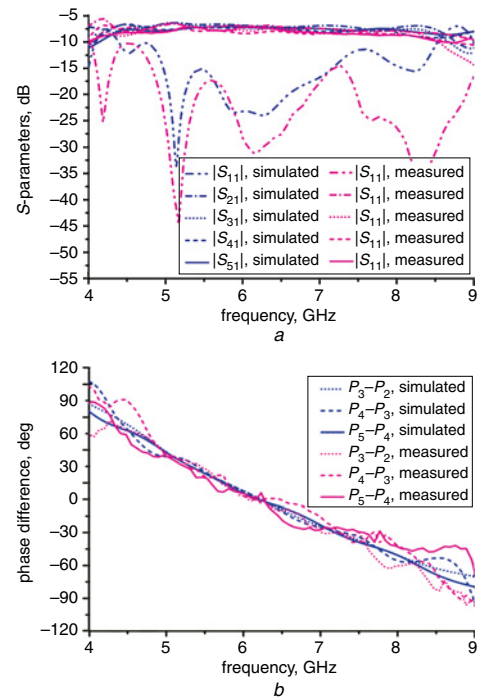 −5
−10
−15
−20
−25
−30
−35
−40
−45
−50
−55
S-parameters, dB
|S11|, simulated
|S21|, simulated
|S31|, simulated
|S41|, simulated
|S51|, simulated
|S11|, measured
|S11|, measured
|S11|, measured
|S11|, measured
|S11|, measured
4 5 6 7 8 9
frequency, GHz
a
120
90
60
30
0
−30
−60
−90
−120
phase difference, deg
P3–P2, simulated
P4–P3, simulated
P5–P4, simulated
P3–P2, measured
P4–P3, measured
P5–P4, measured
4 5 6 7 8 9
frequency, GHz
b